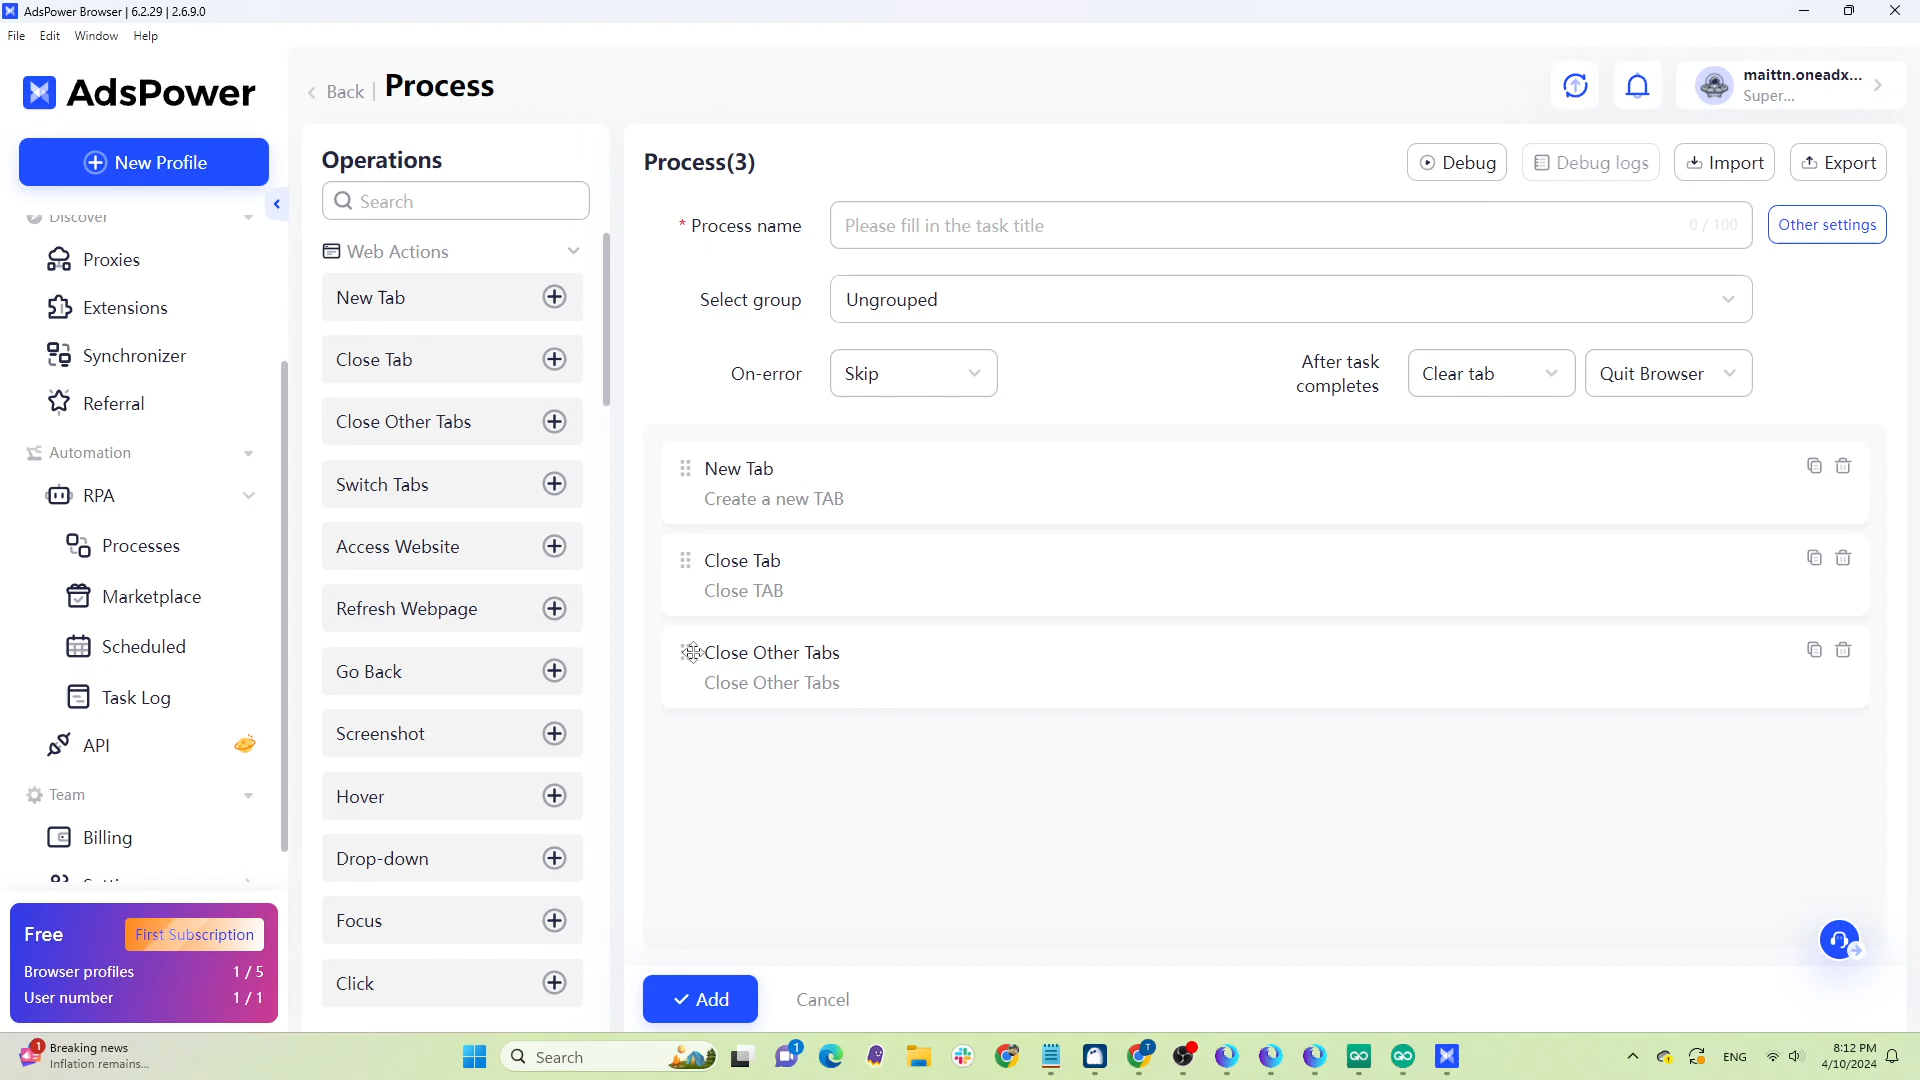 AdsPower Browser | 6.2.29 | 2.6.9.0
File Edit Window Help
AdsPower
New Profile
Discover
Proxies
Extensions
Synchronizer
Referral
Automation
RPA
Processes
Marketplace
Scheduled
Task Log
API
Team
Billing
Free
First Subscription
Browser profiles 1 / 5
User number 1 / 1
Back | Process
Operations
Search
Web Actions
New Tab
Close Tab
Close Other Tabs
Switch Tabs
Access Website
Refresh Webpage
Go Back
Screenshot
Hover
Drop-down
Focus
Click
maittn.oneadx...
Super...
Process(3)
Debug
Debug logs
Import
Export
* Process name
Please fill in the task title
0 / 100
Other settings
Select group
Ungrouped
On-error
Skip
After task
completes
Clear tab
Quit Browser
New Tab
Create a new TAB
Close Tab
Close TAB
Close Other Tabs
Close Other Tabs
Add
Cancel
1
Breaking news
Inflation remains...
Search
1
T
ENG
8:12 PM
4/10/2024